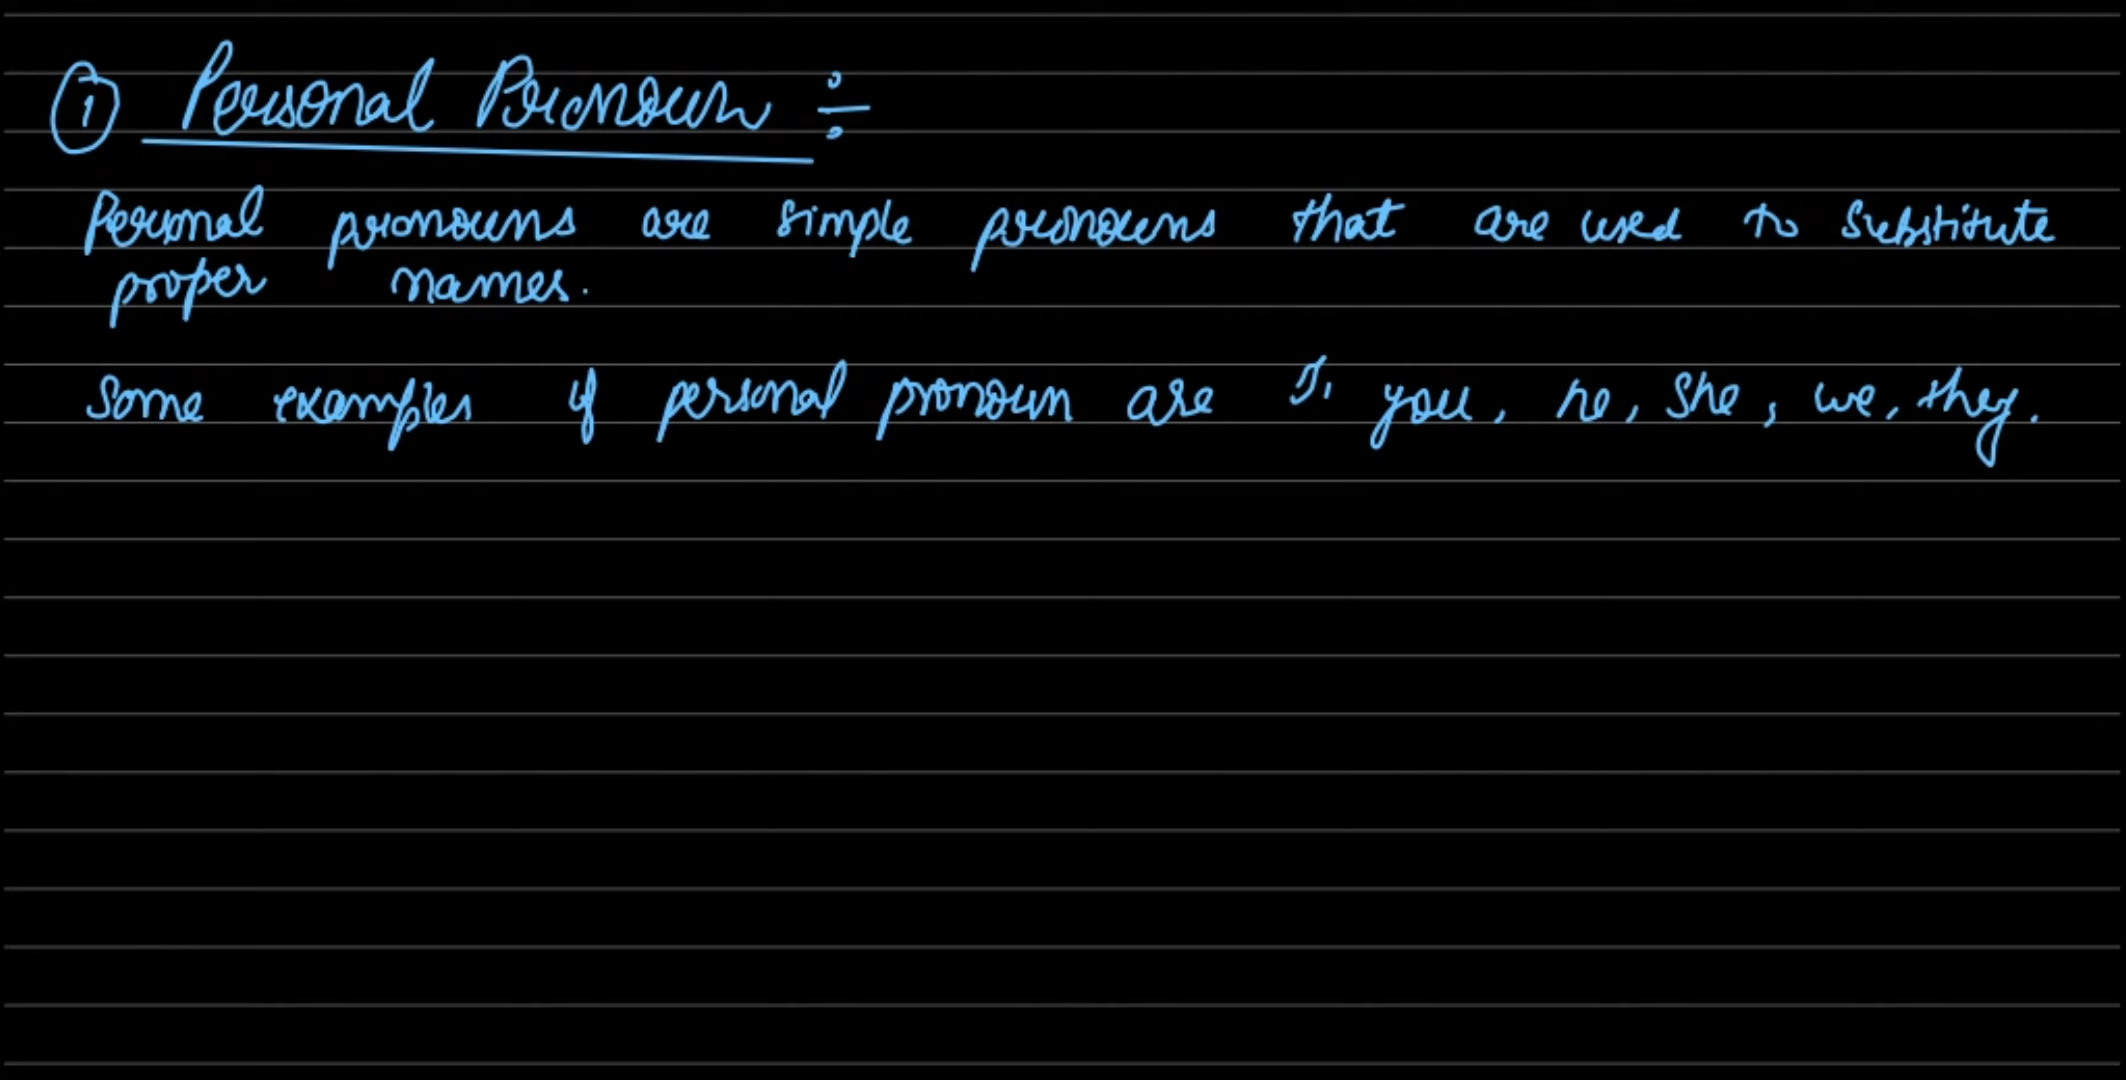 ① Personal Pronoun ÷
Personal pronouns are simple pronouns that are used to substitute
proper names.
Some examples of personal pronoun are I, you, he, she, we, they.